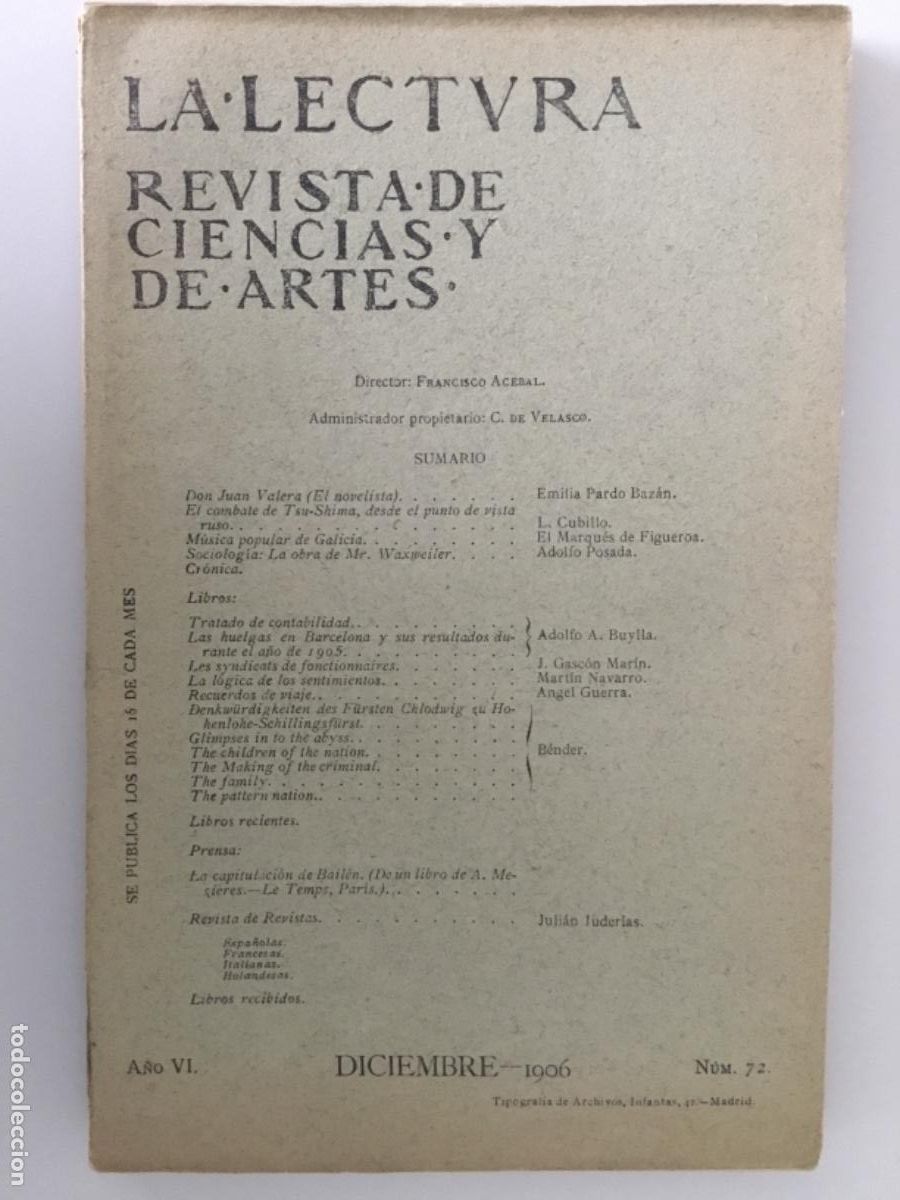 LA·LECTVRA
REVISTA·DE
CIENCIAS·Y
DE·ARTES·
Director: FRANCISCO ACEBAL.
Administrador propietario: C. DE VELASCO.
SUMARIO
Don Juan Valera (El novelista). . . . . . . Emilia Pardo Bazán.
El combate de Tsu-Shima, desde el punto de vista
ruso. . . . . . . . . . . . . . . L. Cubillo.
Música popular de Galicia. . . . . . . . . El Marqués de Figueroa.
Sociología: La obra de Mr. Waxweiler. . . . Adolfo Posada.
Crónica.
Libros:
Tratado de contabilidad. . . . . . . . . .
Las huelgas en Barcelona y sus resultados du- Adolfo A. Buylla.
rante el año de 1905. . . . . . . . . .
Les syndicats de fonctionnaires. . . . . . . J. Gascón Marín.
La lógica de los sentimientos. . . . . . . . Martín Navarro.
Recuerdos de viaje. . . . . . . . . . . . Angel Guerra.
Denkwürdigkeiten des Fürsten Chlodwig zu Ho-
henlohe-Schillingsfürst. . . . . . . . .
Glimpses in to the abyss. . . . . . . . . .
The children of the nation. . . . . . . . . Bénder.
The Making of the criminal. . . . . . . .
The family. . . . . . . . . . . . . .
The pattern nation. . . . . . . . . . . .
Libros recientes.
Prensa:
La capitulación de Bailén. (De un libro de A. Me-
zieres.—Le Temps, París.). . . . . . . .
Revista de Revistas. . . . . . . . . . . Julián Juderías.
Españolas.
Francesas.
Italianas.
Holandesas.
Libros recibidos.
SE PUBLICA LOS DIAS 15 DE CADA MES
AÑO VI. DICIEMBRE—1906 NÚM. 72.
Tipografía de Archivos, Infantas, 42.—Madrid.
todocoleccion.net